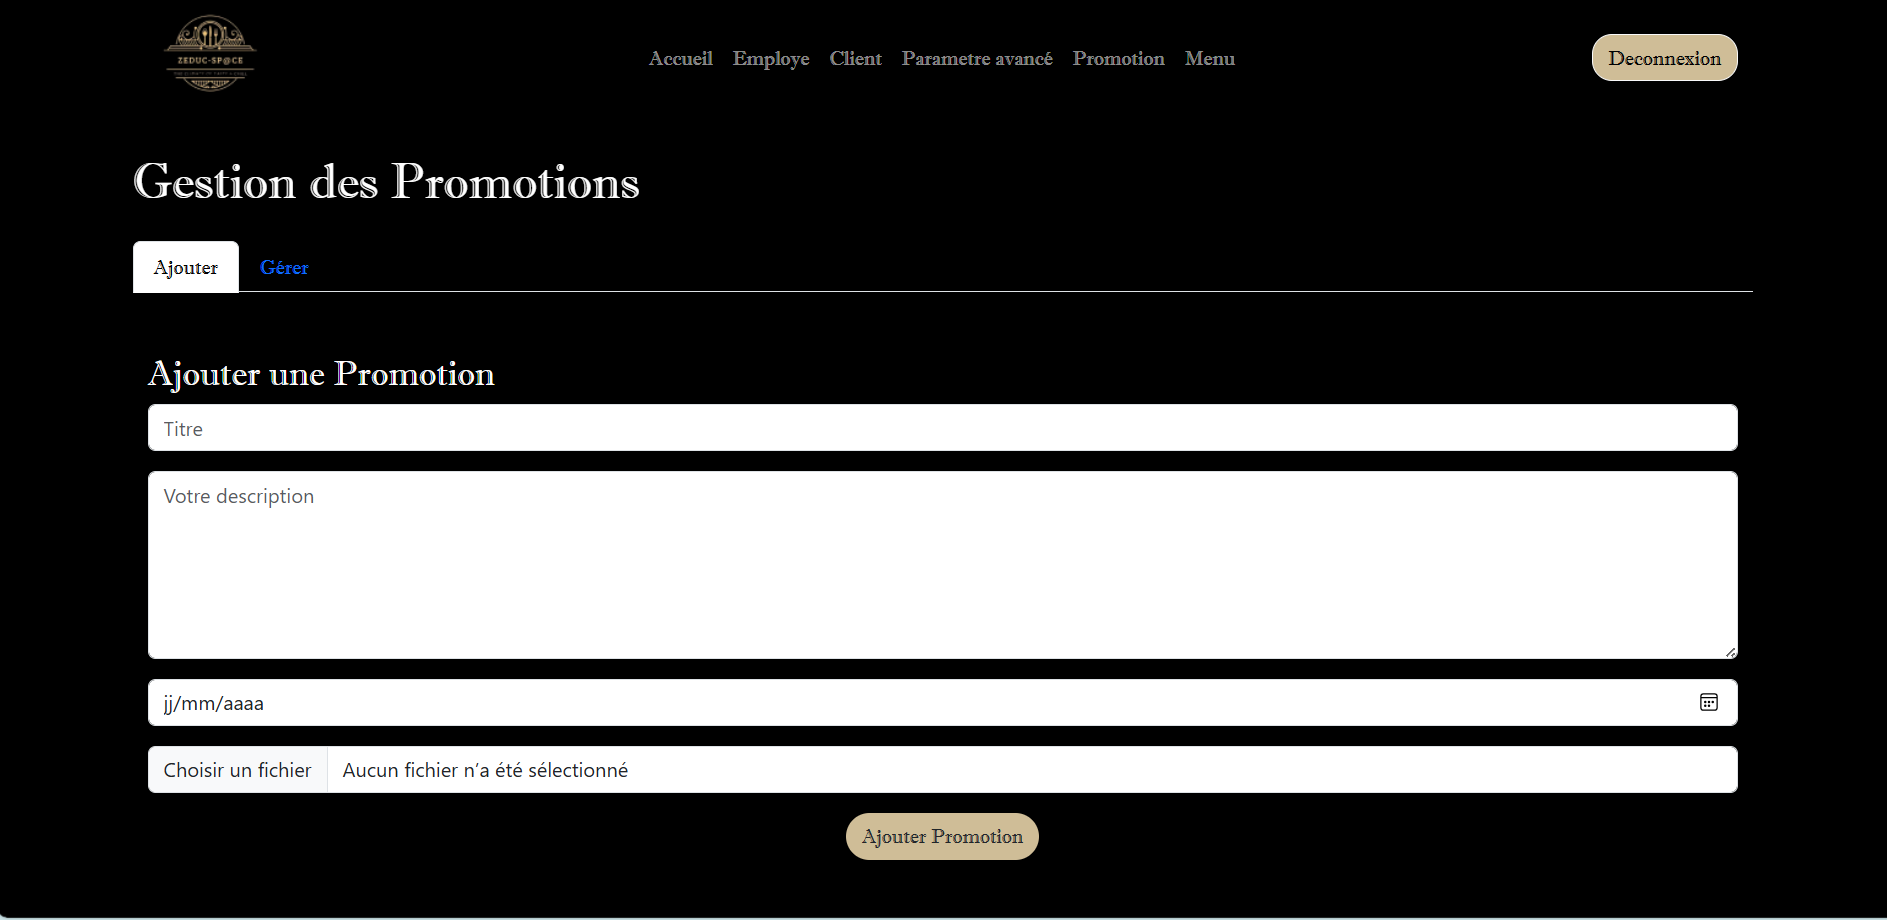 ZEDUC-SP@CE
Accueil Employe Client Parametre avancé Promotion Menu
Deconnexion
Gestion des Promotions
Ajouter Gérer
Ajouter une Promotion
Titre
Votre description
jj/mm/aaaa
Choisir un fichier Aucun fichier n’a été sélectionné
Ajouter Promotion